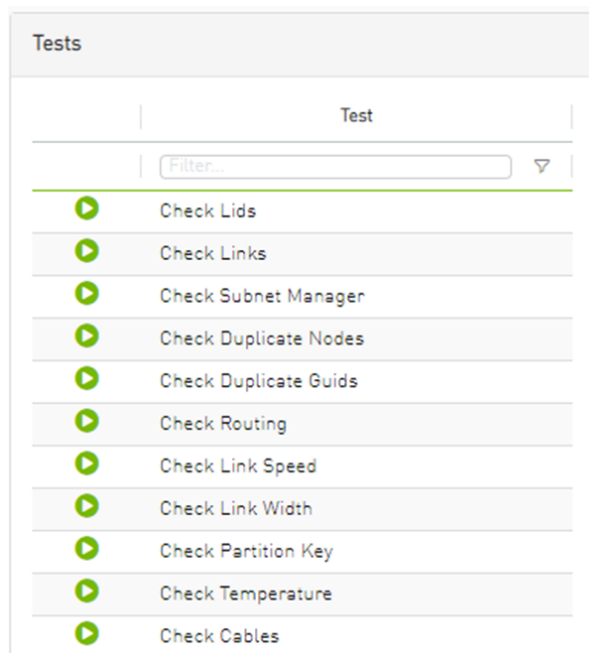 Tests
Test
Filter...
Check Lids
Check Links
Check Subnet Manager
Check Duplicate Nodes
Check Duplicate Guids
Check Routing
Check Link Speed
Check Link Width
Check Partition Key
Check Temperature
Check Cables